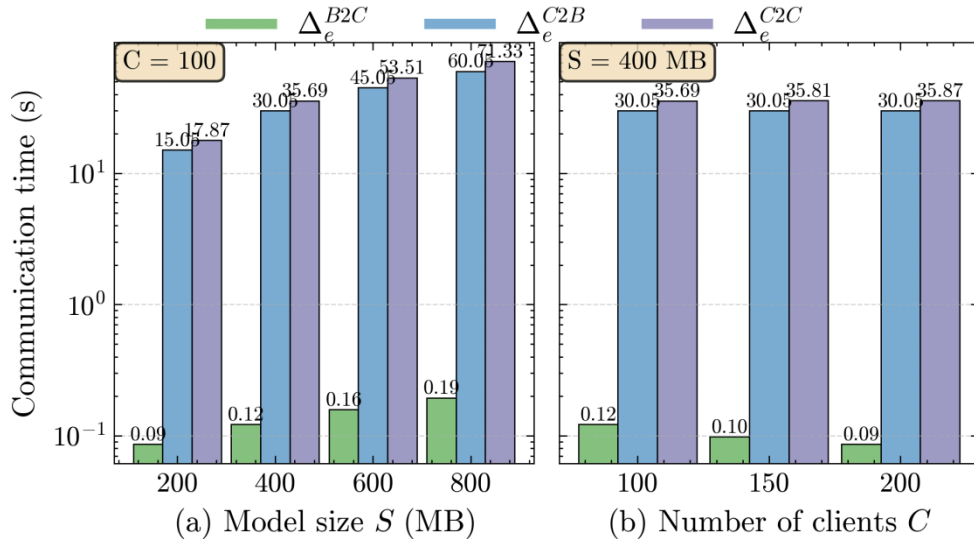 Δ_e^{B2C} Δ_e^{C2B} Δ_e^{C2C}
Communication time (s)
10^1
10^0
10^{-1}
C = 100
0.09 15.05 17.87
0.12 30.05 35.69
0.16 45.05 53.51
0.19 60.05 71.33
200 400 600 800
(a) Model size S (MB)
S = 400 MB
0.12 30.05 35.69
0.10 30.05 35.81
0.09 30.05 35.87
100 150 200
(b) Number of clients C